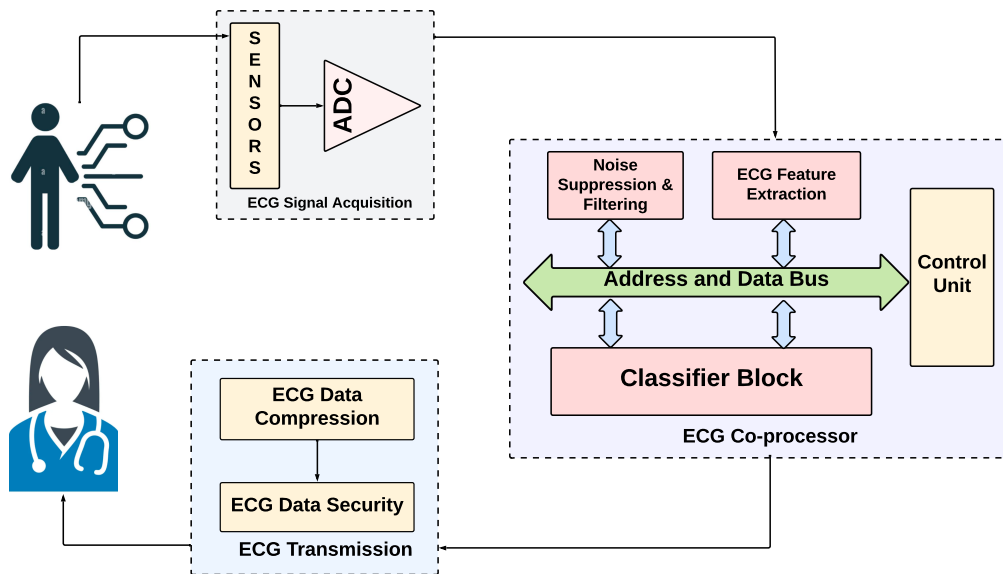 SENSORS
ADC
ECG Signal Acquisition
Noise
Suppression &
Filtering
ECG Feature
Extraction
Address and Data Bus
Control
Unit
Classifier Block
ECG Co-processor
ECG Data
Compression
ECG Data Security
ECG Transmission